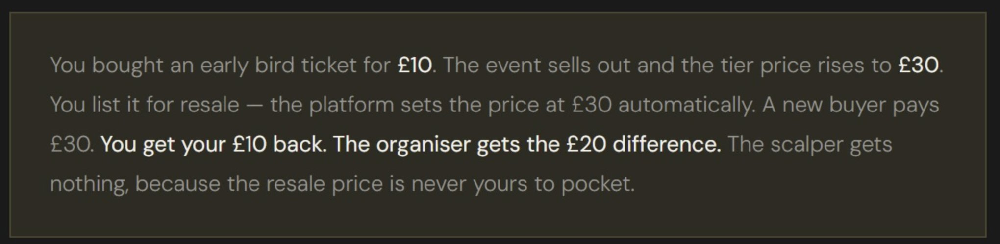 You bought an early bird ticket for £10. The event sells out and the tier price rises to £30.
You list it for resale — the platform sets the price at £30 automatically. A new buyer pays
£30. You get your £10 back. The organiser gets the £20 difference. The scalper gets
nothing, because the resale price is never yours to pocket.